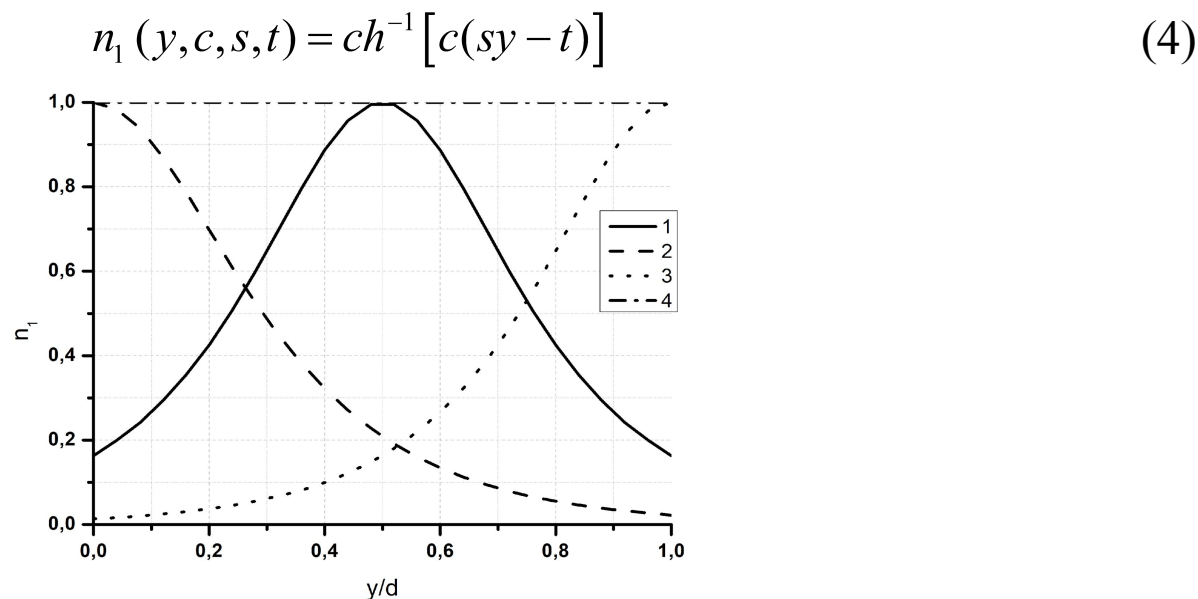 n₁ (y,c,s,t) = ch⁻¹ [c(sy − t)] (4)
1,0
0,8
0,6
0,4
0,2
0,0
n₁
1
2
3
4
0,0 0,2 0,4 0,6 0,8 1,0
y/d